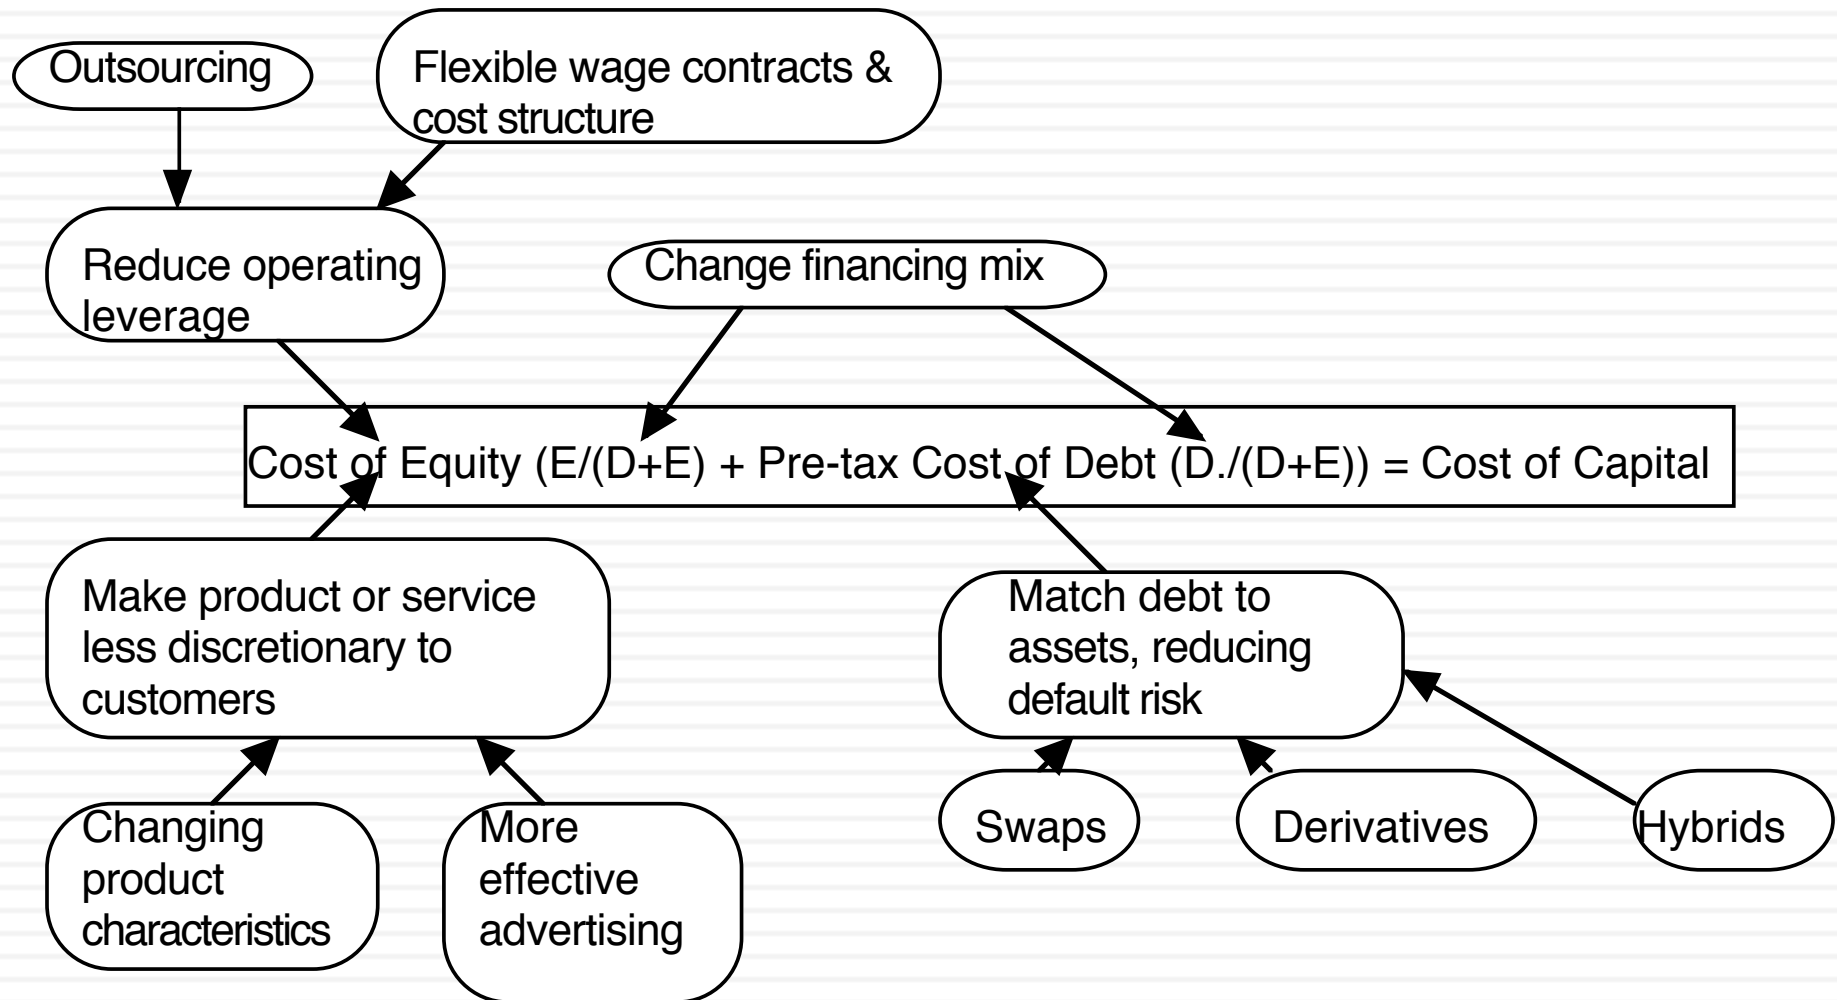 Outsourcing
Flexible wage contracts &
cost structure
Reduce operating
leverage
Change financing mix
Cost of Equity (E/(D+E) + Pre-tax Cost of Debt (D./(D+E)) = Cost of Capital
Make product or service
less discretionary to
customers
Match debt to
assets, reducing
default risk
Changing
product
characteristics
More
effective
advertising
Swaps
Derivatives
Hybrids